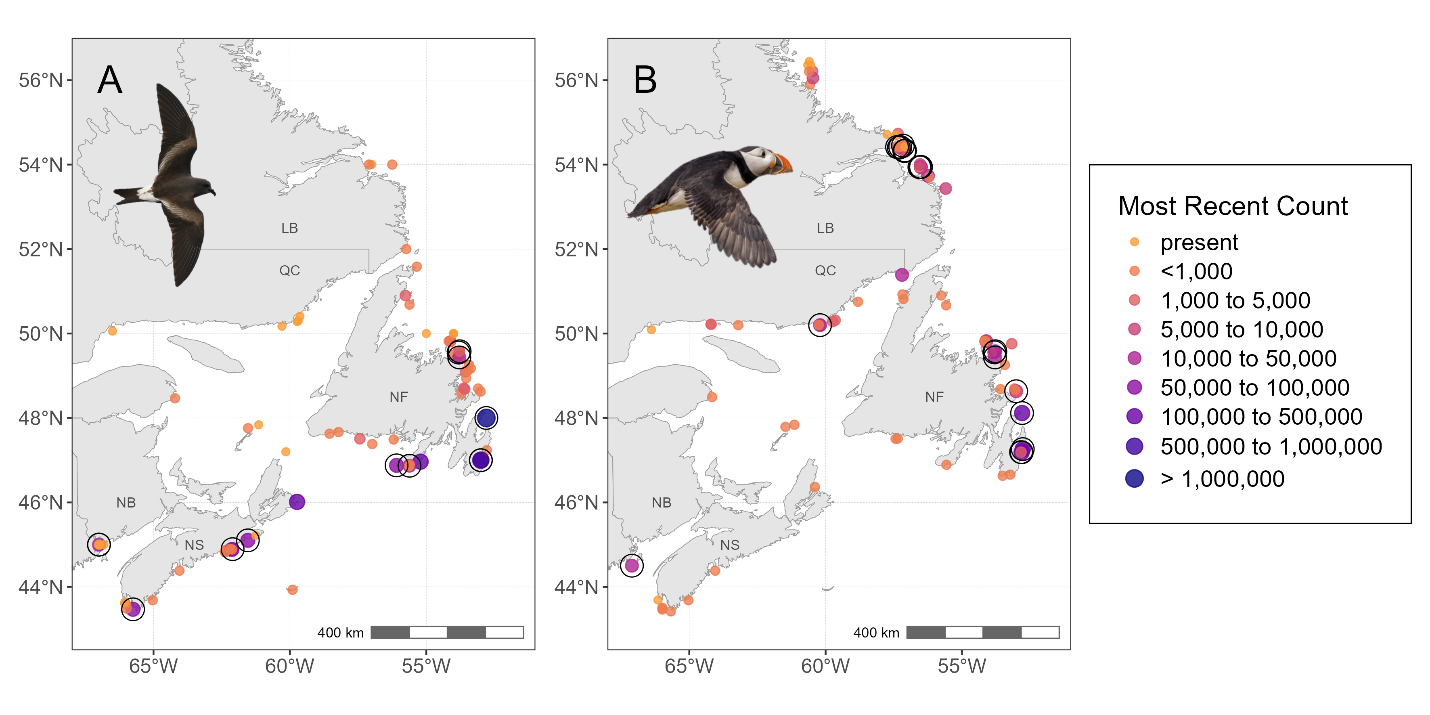 A
56°N
54°N
52°N
50°N
48°N
46°N
44°N
LB
QC
NF
NB
NS
400 km
65°W 60°W 55°W
B
56°N
54°N
52°N
50°N
48°N
46°N
44°N
LB
QC
NF
NB
NS
400 km
65°W 60°W 55°W
Most Recent Count
present
<1,000
1,000 to 5,000
5,000 to 10,000
10,000 to 50,000
50,000 to 100,000
100,000 to 500,000
500,000 to 1,000,000
> 1,000,000